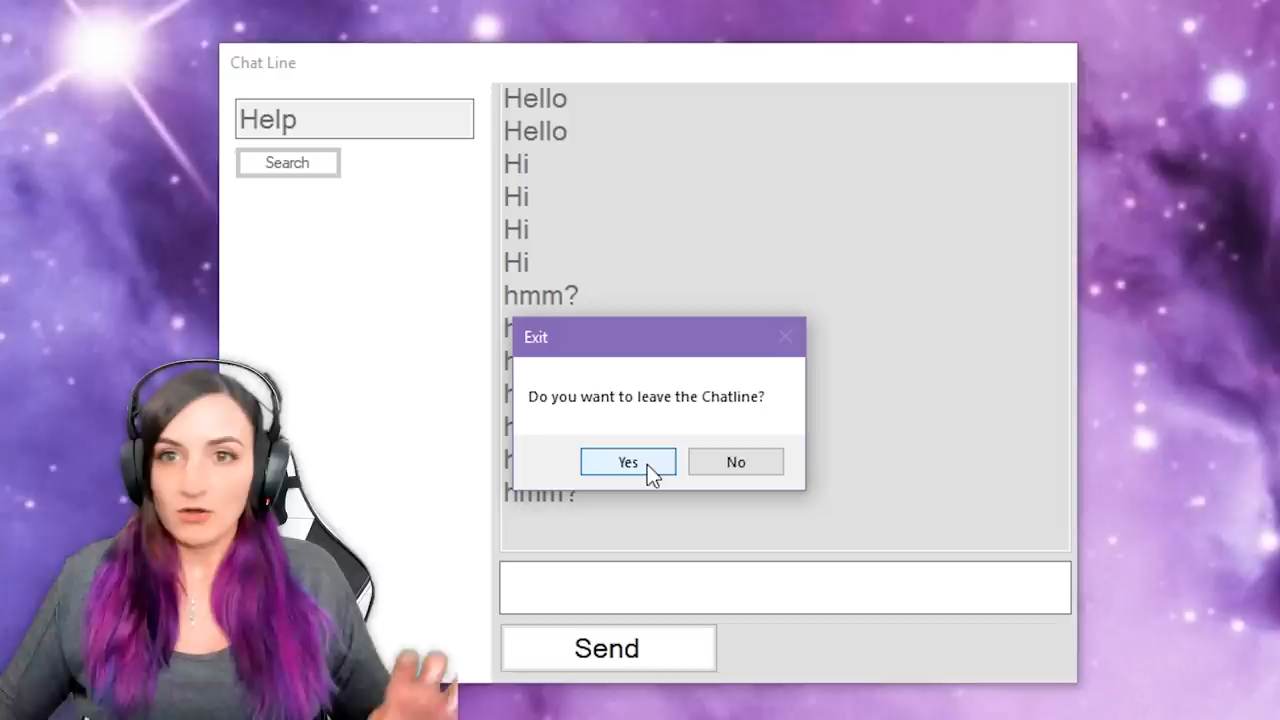 Chat Line
Help
Search
Hello
Hello
Hi
Hi
Hi
Hi
hmm?
Exit
Do you want to leave the Chatline?
Yes
No
hmm?
Send